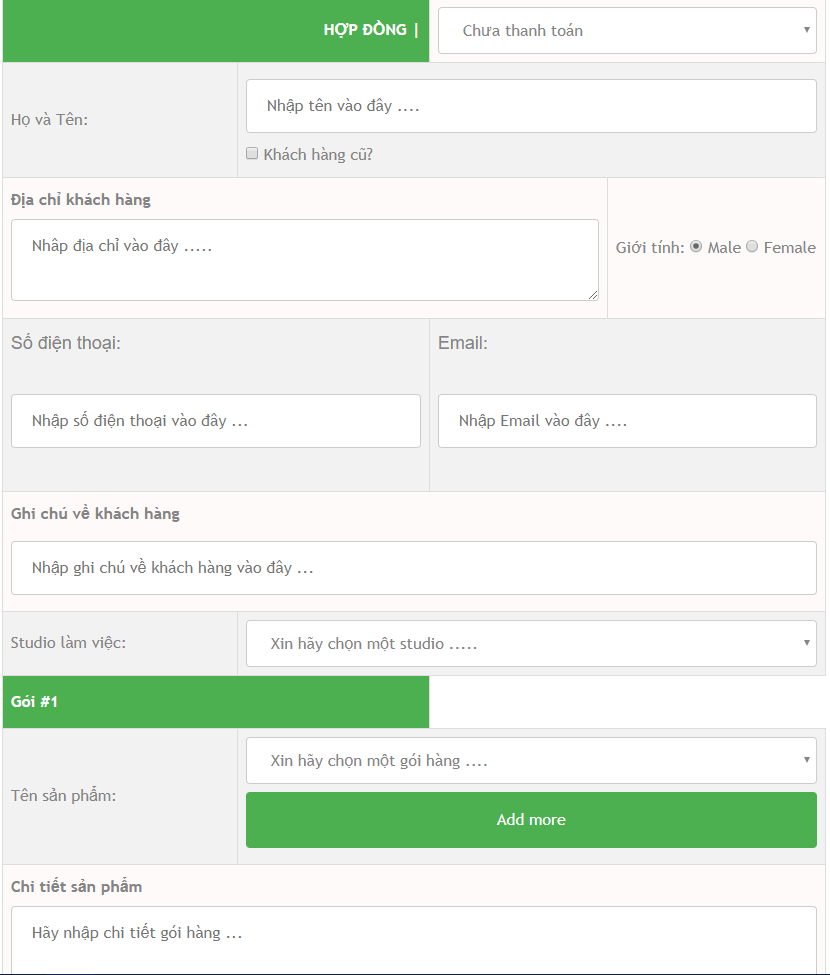 HỢP ĐỒNG |
Chưa thanh toán
Họ và Tên:
Nhập tên vào đây ....
Khách hàng cũ?
Địa chỉ khách hàng
Nhâp địa chỉ vào đây .....
Giới tính: Male Female
Số điện thoại:
Email:
Nhập số điện thoại vào đây ...
Nhập Email vào đây ....
Ghi chú về khách hàng
Nhập ghi chú về khách hàng vào đây ...
Studio làm việc:
Xin hãy chọn một studio .....
Gói #1
Tên sản phẩm:
Xin hãy chọn một gói hàng ....
Add more
Chi tiết sản phẩm
Hãy nhập chi tiết gói hàng ...